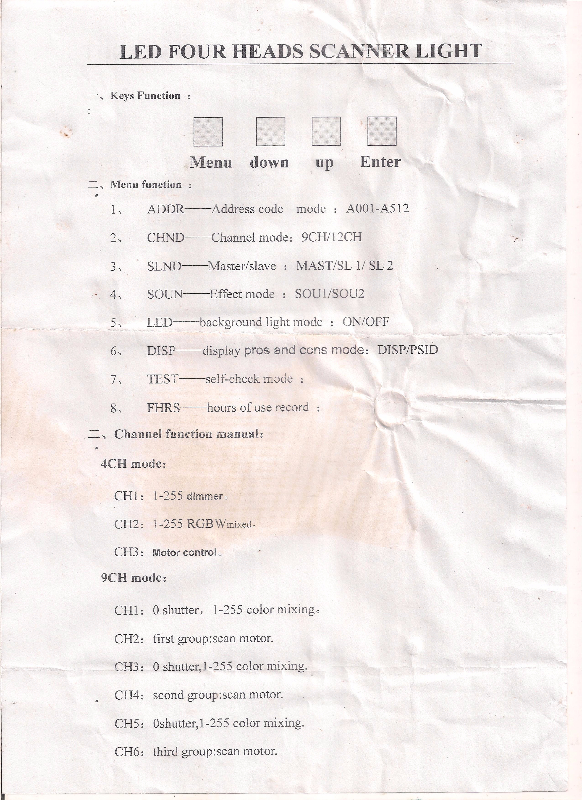 LED FOUR HEADS SCANNER LIGHT
一、Keys Function ：
Menu down up Enter
二、Menu function：
1、 ADDR——Address code mode：A001-A512
2、 CHND——Channel mode：9CH/12CH
3、 SLND——Master/slave：MAST/SL 1/ SL 2
4、 SOUN——Effect mode：SOU1/SOU2
5、 LED——background light mode：ON/OFF
6、 DISP——display pros and cons mode：DISP/PSID
7、 TEST——self-check mode：
8、 FHRS——hours of use record：
三、Channel function manual：
4CH mode：
CH1：1-255 dimmer.
CH2：1-255 RGBWmixed.
CH3：Motor control.
9CH mode：
CH1：0 shutter，1-255 color mixing。
CH2：first group:scan motor.
CH3：0 shutter,1-255 color mixing.
CH4：scond group:scan motor.
CH5：0shutter,1-255 color mixing.
CH6：third group:scan motor.